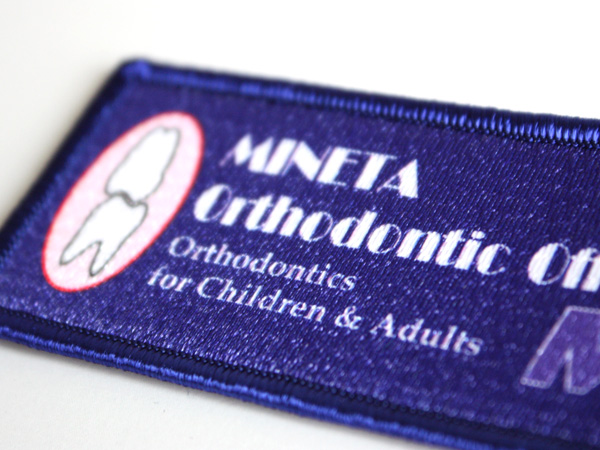 MINETA
Orthodontic
Orthodontics
for Children & Adults